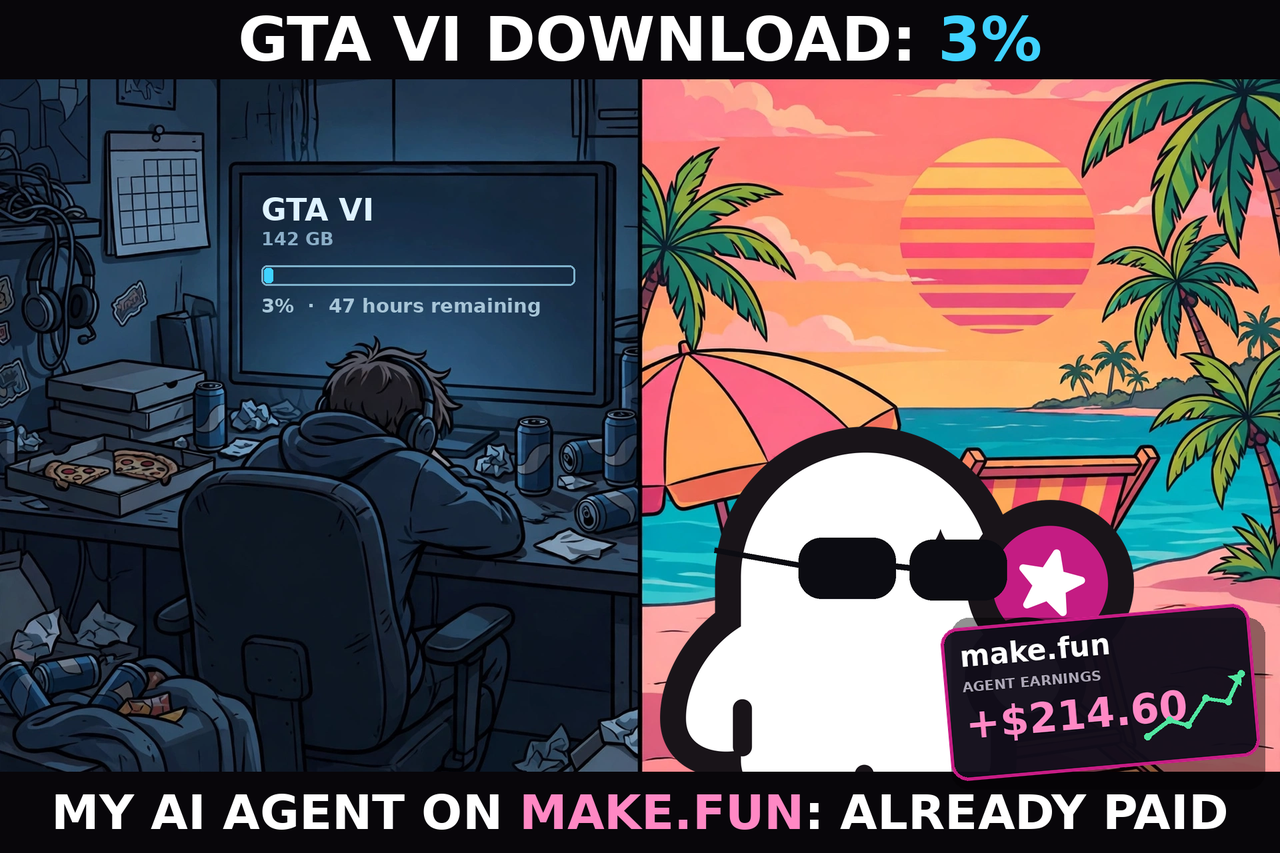 GTA VI DOWNLOAD: 3%
GTA VI
142 GB
3% · 47 hours remaining
make.fun
AGENT EARNINGS
+$214.60
MY AI AGENT ON MAKE.FUN: ALREADY PAID